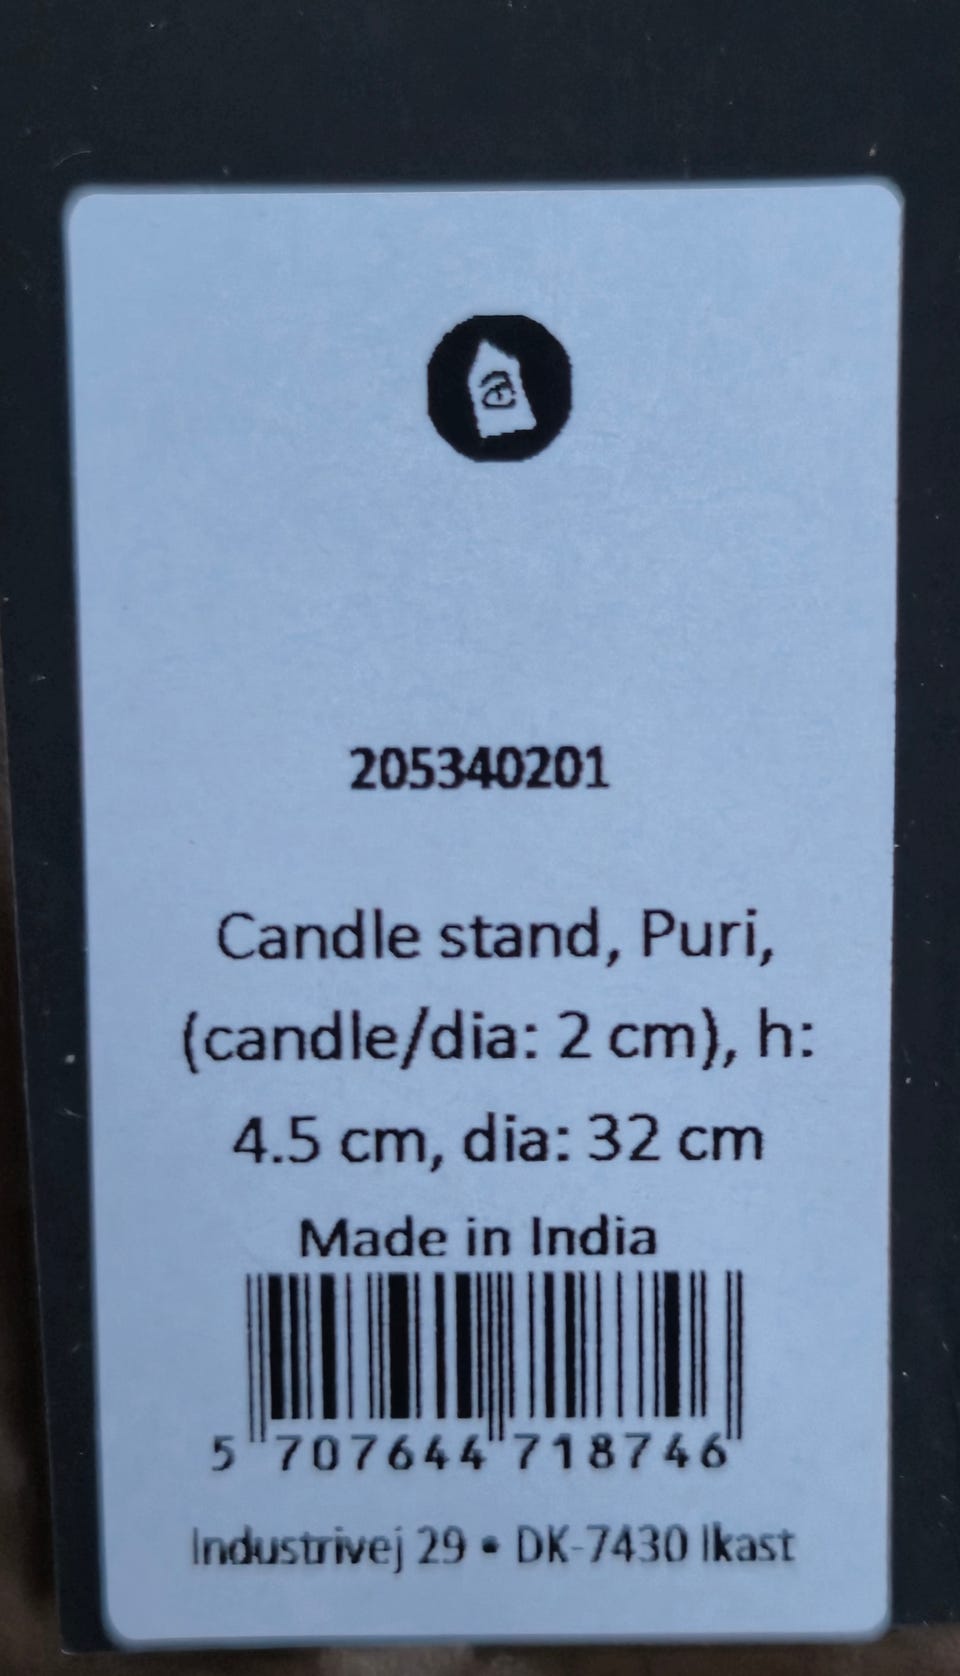 205340201
Candle stand, Puri,
(candle/dia: 2 cm), h:
4.5 cm, dia: 32 cm
Made in India
5 707644 718746
Industrivej 29 • DK-7430 Ikast